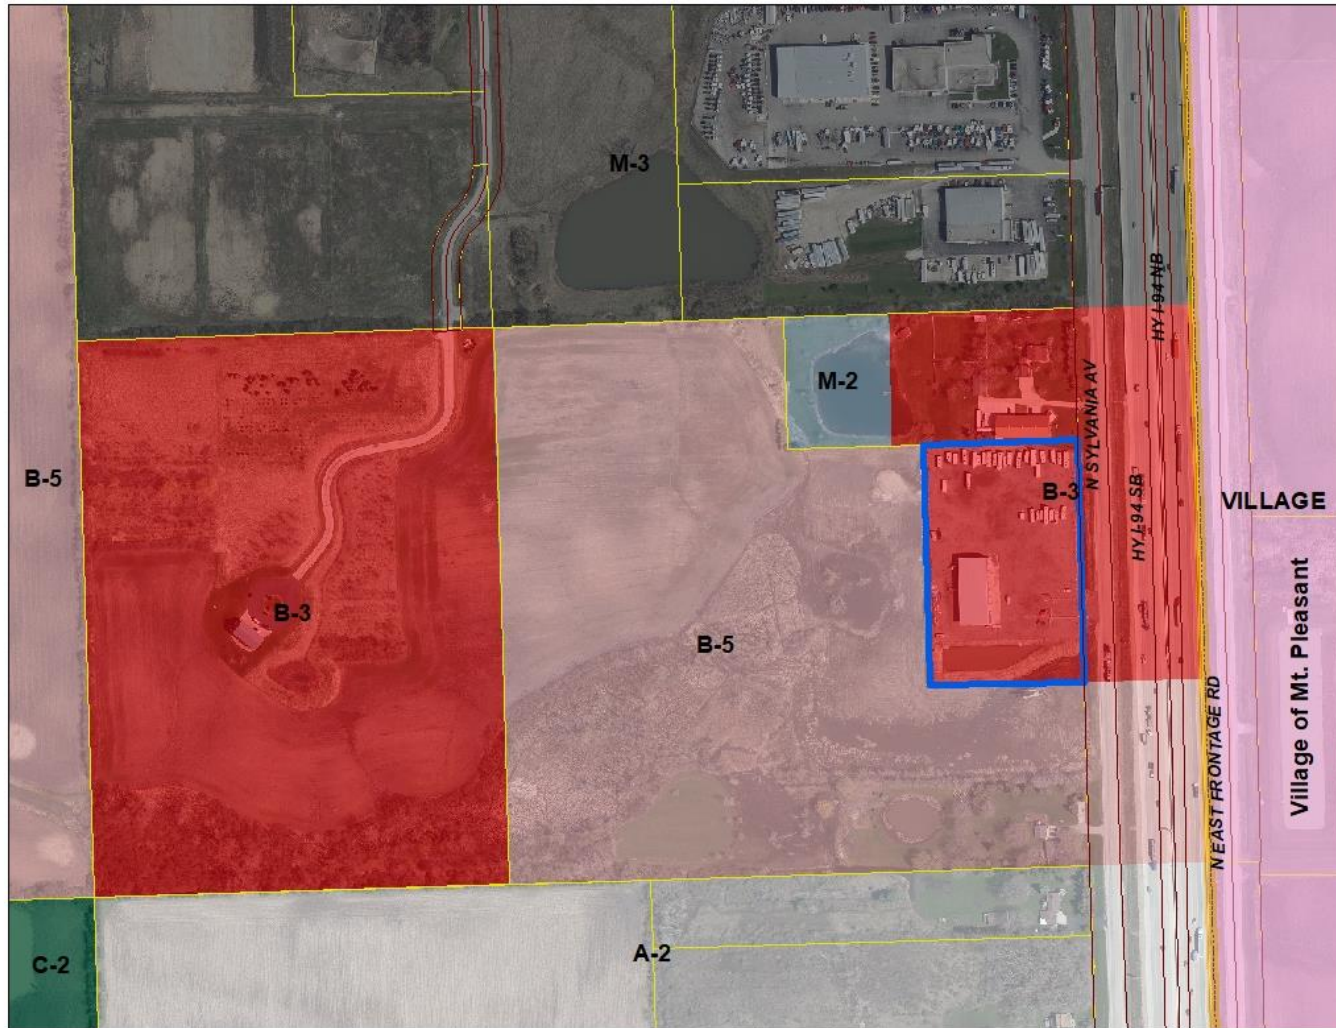 M-3
HY I-94 NB
M-2
N SYLVANIA AV
B-5
B-3
HY I-94 SB
VILLAGE
B-3
B-5
Village of Mt. Pleasant
N EAST FRONTAGE RD
A-2
C-2